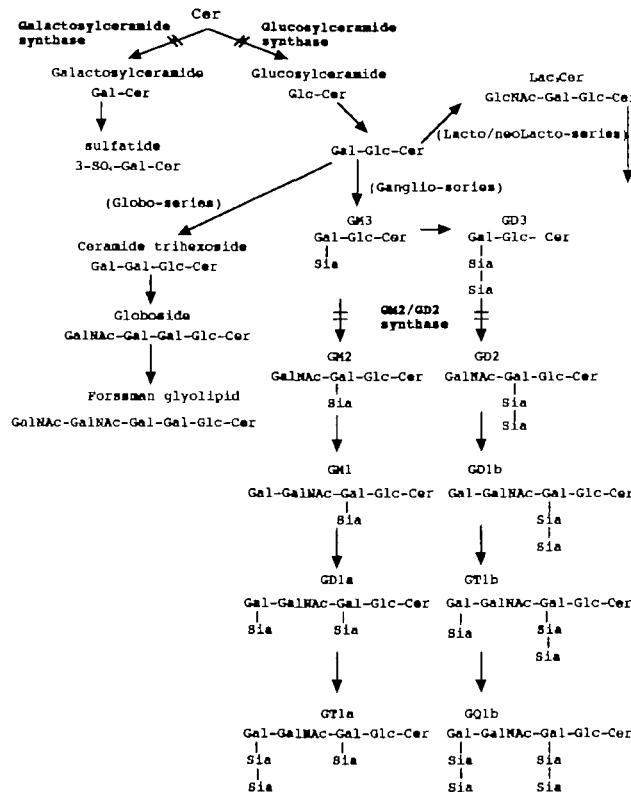 Cer
Galactosylceramide synthase
Glucosylceramide synthase
Galactosylceramide
Gal-Cer
Glucosylceramide
Glc-Cer
Lac₃Cer
GlcNAc-Gal-Glc-Cer
sulfatide
3-SO₄-Gal-Cer
Gal-Glc-Cer
(Lacto/neoLacto-series)
(Globo-series)
(Ganglio-series)
Ceramide trihexoside
Gal-Gal-Glc-Cer
GM3
Gal-Glc-Cer
Sia
GD3
Gal-Glc- Cer
Sia
Sia
Globoside
GalNAc-Gal-Gal-Glc-Cer
GM2/GD2 synthase
Forssman glyolipid
GalNAc-GalNAc-Gal-Gal-Glc-Cer
GM2
GalNAc-Gal-Glc-Cer
Sia
GD2
GalNAc-Gal-Glc-Cer
Sia
Sia
GM1
Gal-GalNAc-Gal-Glc-Cer
Sia
GD1b
Gal-GalNAc-Gal-Glc-Cer
Sia
Sia
GD1a
Gal-GalNAc-Gal-Glc-Cer
Sia Sia
GT1b
Gal-GalNAc-Gal-Glc-Cer
Sia Sia
Sia
GT1a
Gal-GalNAc-Gal-Glc-Cer
Sia Sia
Sia
GQ1b
Gal-GalNAc-Gal-Glc-Cer
Sia Sia
Sia Sia